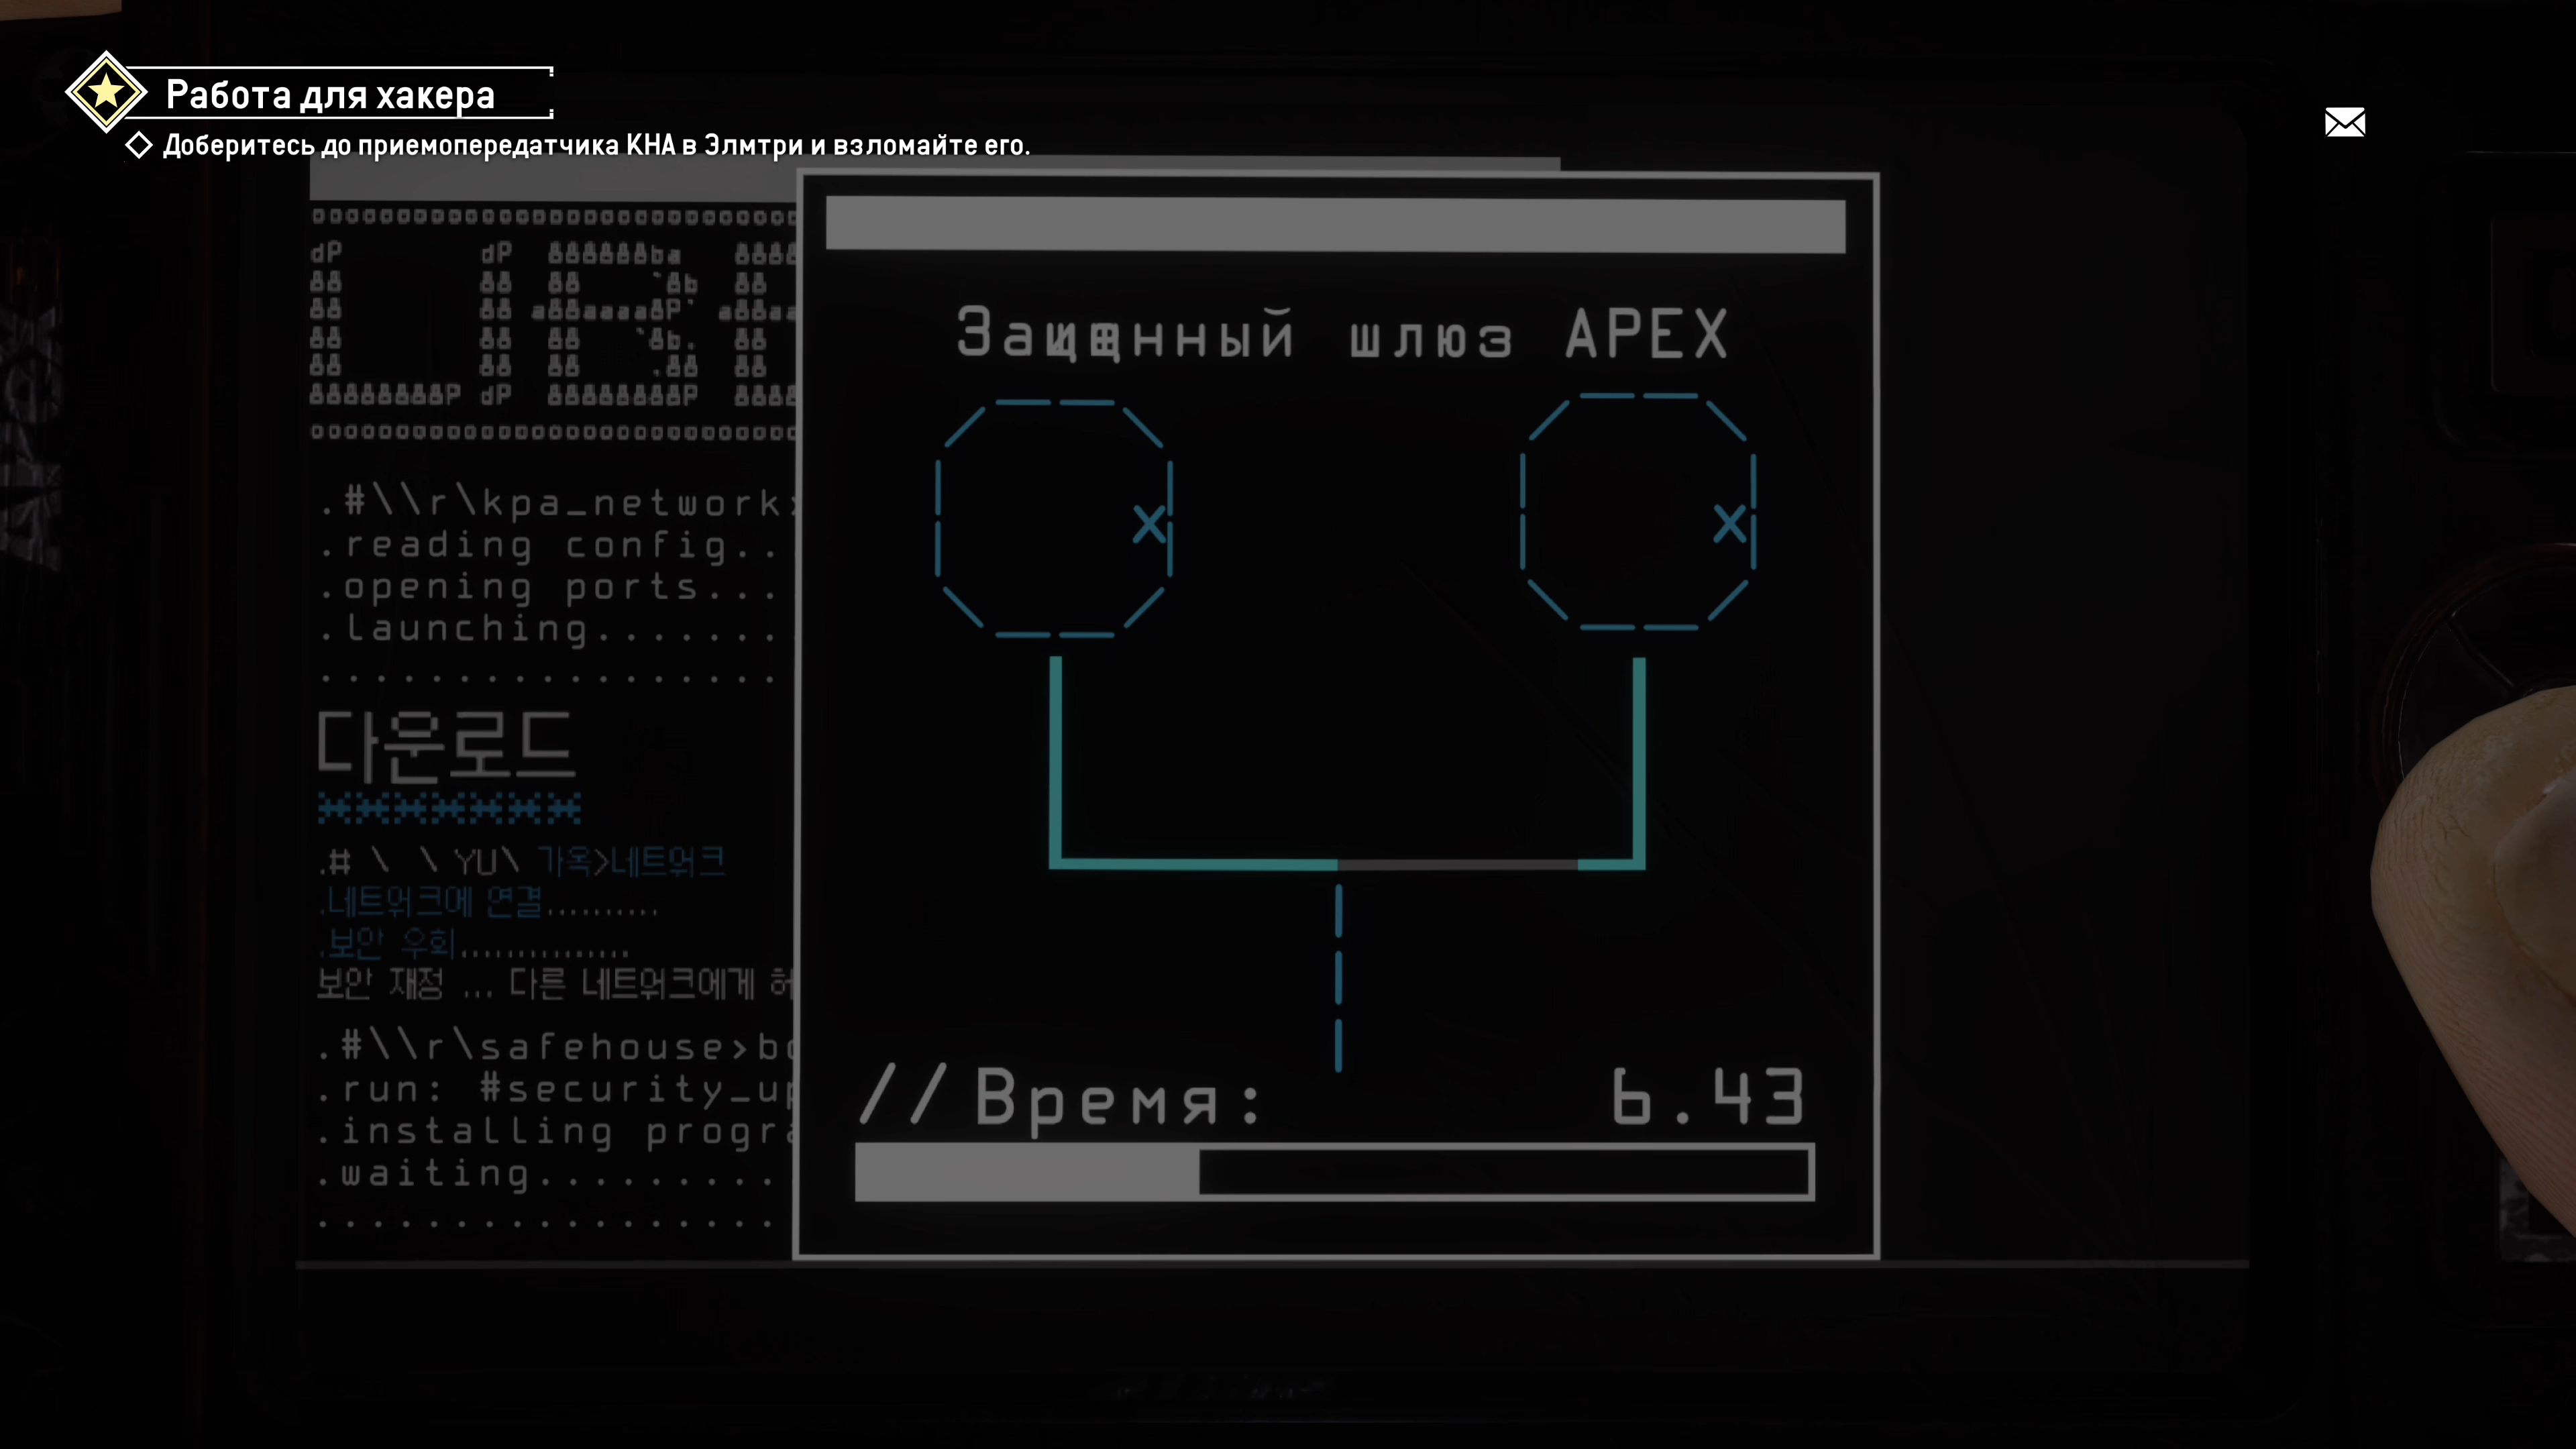 Работа для хакера
Доберитесь до приемопередатчика КНА в Элмтри и взломайте его.
.#\\r\kpa_network>
.reading config..
.opening ports...
.launching.......
.................
다운로드
.# \ \ YU\ 가옥>네트워크
.네트워크에 연결..........
.보안 우회...............
보안 재정 ... 다른 네트워크에게
.#\\r\safehouse>
.run: #security_up
.installing progra
.waiting.........
.................
Защищённый шлюз APEX
X
X
//Время: 6.43